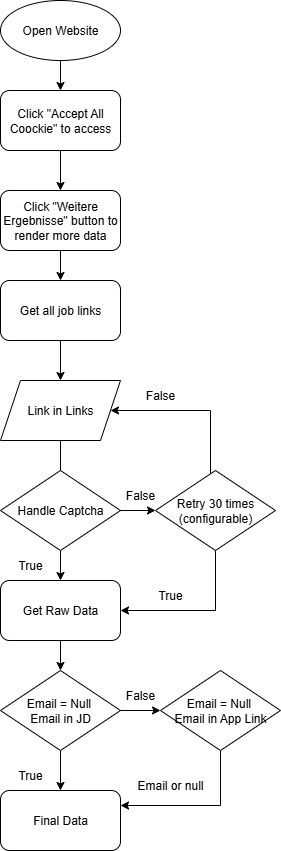 Open Website
Click "Accept All
Coockie" to access
Click "Weitere
Ergebnisse" button to
render more data
Get all job links
Link in Links
False
Handle Captcha
False
Retry 30 times
(configurable)
True
True
Get Raw Data
Email = Null
Email in JD
False
Email = Null
Email in App Link
True
Email or null
Final Data